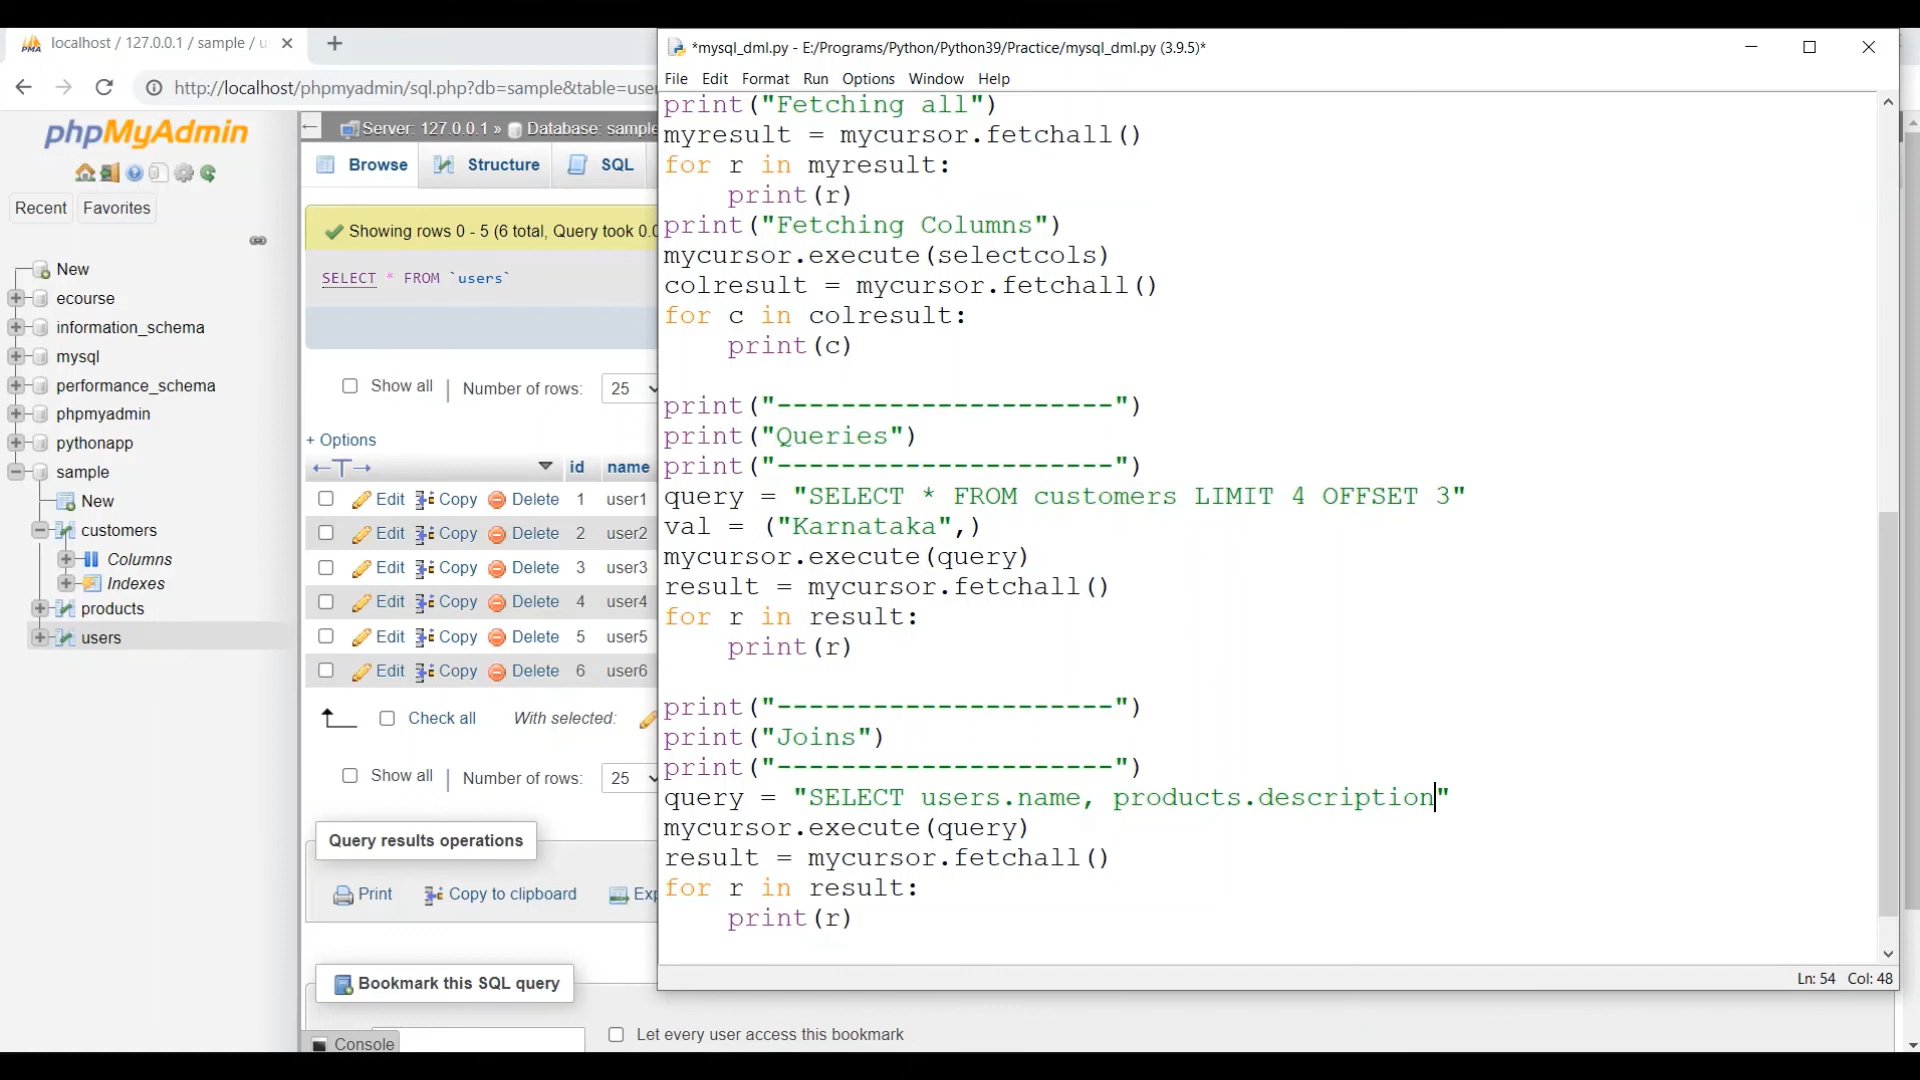 localhost / 127.0.0.1 / sample / u
http://localhost/phpmyadmin/sql.php?db=sample&table=user
phpMyAdmin
Recent Favorites
New
ecourse
information_schema
mysql
performance_schema
phpmyadmin
pythonapp
sample
New
customers
Columns
Indexes
products
users
Server: 127.0.0.1 » Database: sample
Browse Structure SQL
Showing rows 0 - 5 (6 total, Query took 0.0
SELECT * FROM `users`
Show all | Number of rows: 25
+ Options
←T→ id name
Edit Copy Delete 1 user1
Edit Copy Delete 2 user2
Edit Copy Delete 3 user3
Edit Copy Delete 4 user4
Edit Copy Delete 5 user5
Edit Copy Delete 6 user6
Check all With selected:
Show all | Number of rows: 25
Query results operations
Print Copy to clipboard Exp
Bookmark this SQL query
Let every user access this bookmark
Console
*mysql_dml.py - E:/Programs/Python/Python39/Practice/mysql_dml.py (3.9.5)*
File Edit Format Run Options Window Help
print("Fetching all")
myresult = mycursor.fetchall()
for r in myresult:
    print(r)
print("Fetching Columns")
mycursor.execute(selectcols)
colresult = mycursor.fetchall()
for c in colresult:
    print(c)
print("---------------------")
print("Queries")
print("---------------------")
query = "SELECT * FROM customers LIMIT 4 OFFSET 3"
val = ("Karnataka",)
mycursor.execute(query)
result = mycursor.fetchall()
for r in result:
    print(r)
print("---------------------")
print("Joins")
print("---------------------")
query = "SELECT users.name, products.description"
mycursor.execute(query)
result = mycursor.fetchall()
for r in result:
    print(r)
Ln: 54 Col: 48